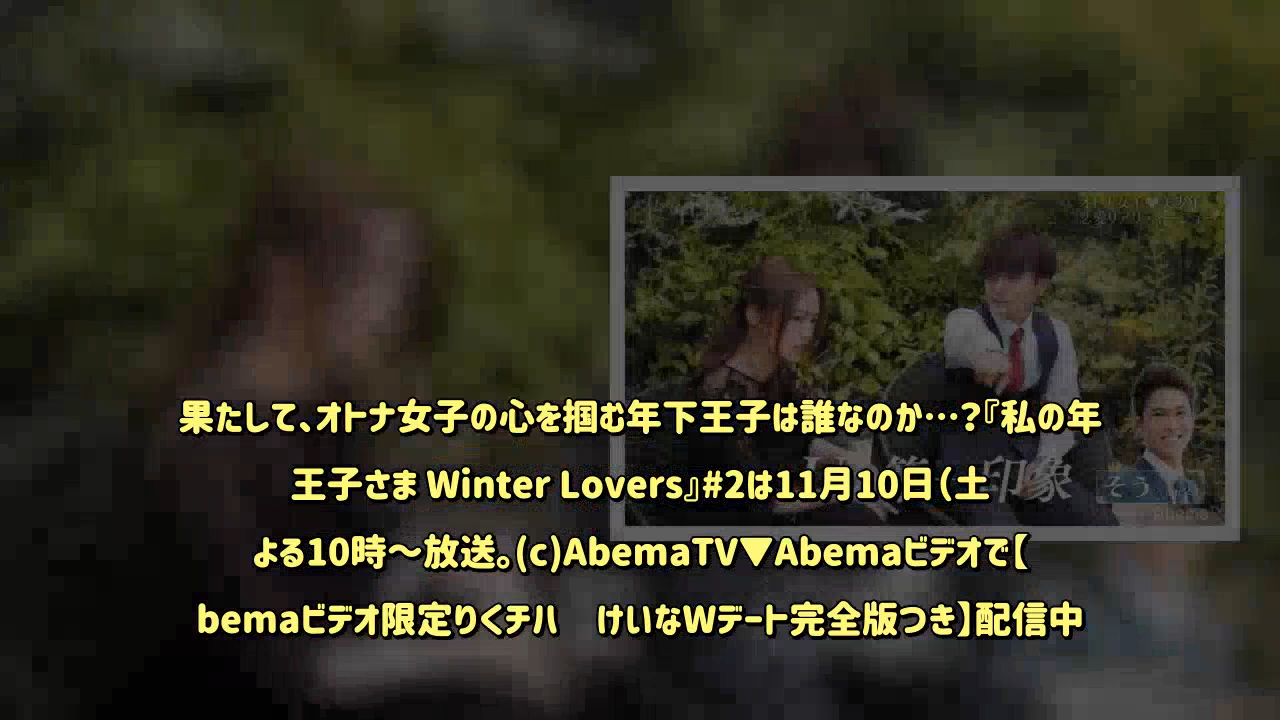 果たして、オトナ女子の心を掴む年下王子は誰なのか…？『私の年
王子さま Winter Lovers』#2は11月10日（土
よる10時～放送。(c)AbemaTV▼Abemaビデオで【
bemaビデオ限定りくチハ　けいなWデート完全版つき】配信中
印象
そう